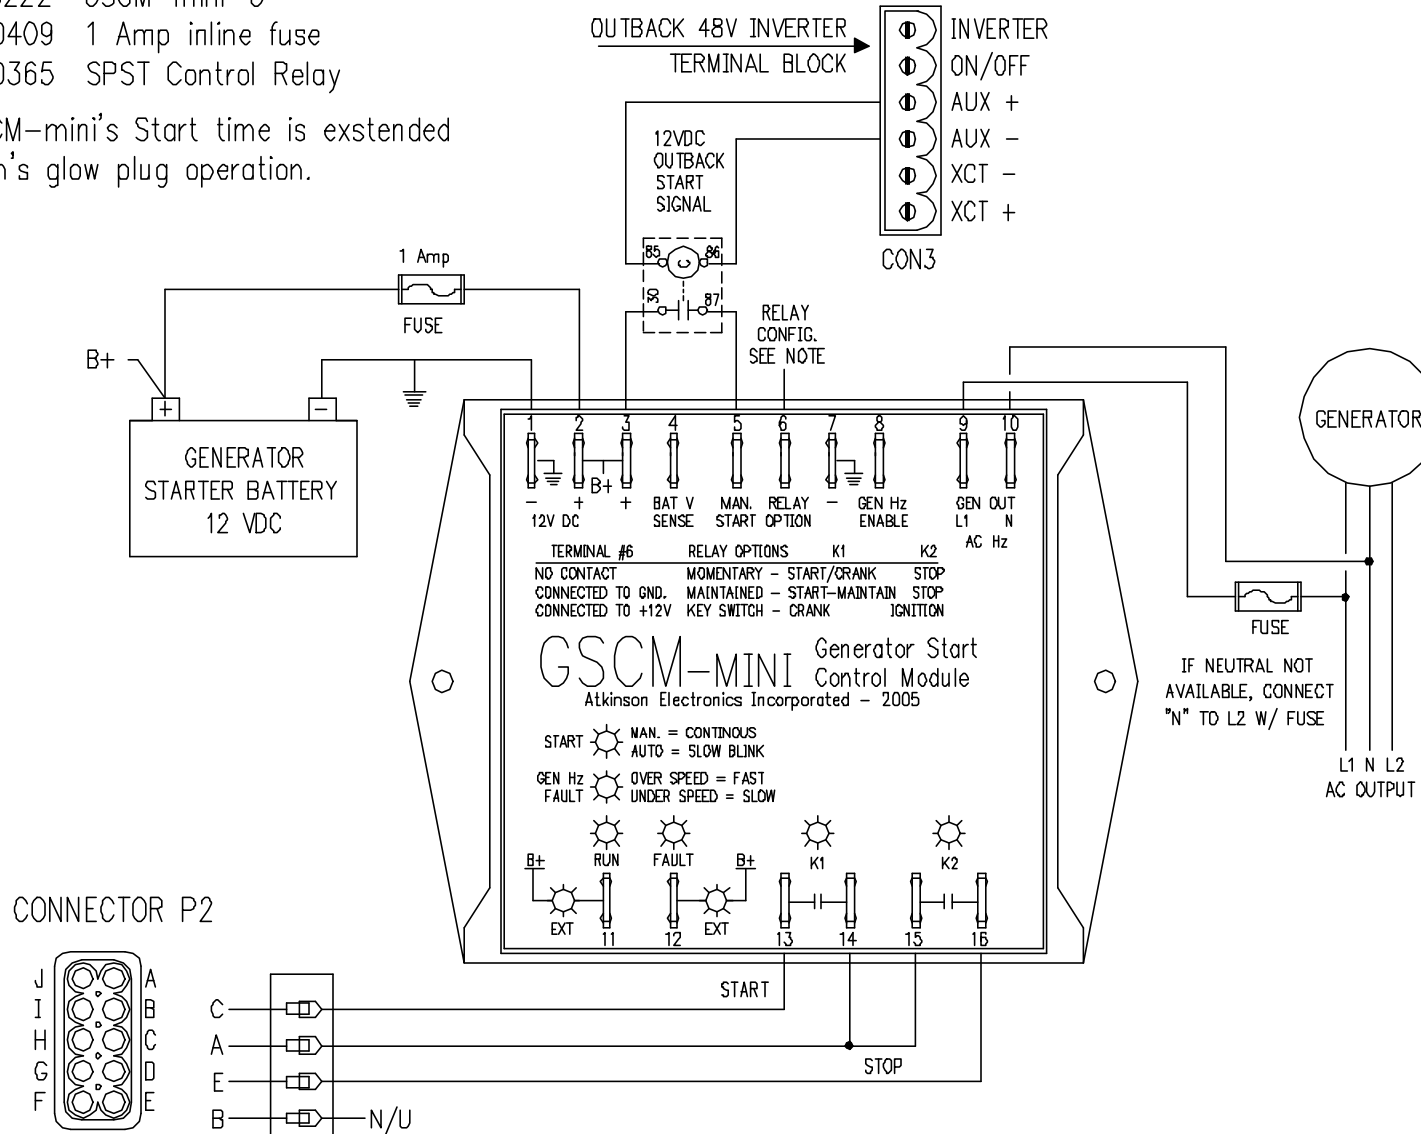 0409 1 Amp inline fuse
0365 SPST Control Relay
CM-mini's Start time is exstended
n's glow plug operation.
OUTBACK 48V INVERTER
TERMINAL BLOCK
INVERTER
ON/OFF
AUX +
AUX -
XCT -
XCT +
CON3
12VDC
OUTBACK
START
SIGNAL
85 86
30 87
1 Amp
FUSE
RELAY
CONFIG.
SEE NOTE
B+
+ -
GENERATOR
STARTER BATTERY
12 VDC
GENERATOR
1 2 3 4 5 6 7 8 9 10
B+
- + + BAT V MAN. RELAY - GEN Hz GEN OUT
12V DC SENSE START OPTION ENABLE L1 N
AC Hz
TERMINAL #6 RELAY OPTIONS K1 K2
NO CONTACT MOMENTARY - START/CRANK STOP
CONNECTED TO GND. MAINTAINED - START-MAINTAIN STOP
CONNECTED TO +12V KEY SWITCH - CRANK IGNITION
GSCM-MINI Generator Start
Control Module
Atkinson Electronics Incorporated - 2005
START MAN. = CONTINOUS
AUTO = SLOW BLINK
GEN Hz OVER SPEED = FAST
FAULT UNDER SPEED = SLOW
B+ RUN FAULT B+ K1 K2
EXT EXT
11 12 13 14 15 16
FUSE
IF NEUTRAL NOT
AVAILABLE, CONNECT
"N" TO L2 W/ FUSE
L1 N L2
AC OUTPUT
START
STOP
CONNECTOR P2
J A
I B
H C
G D
F E
C
A
E
B N/U